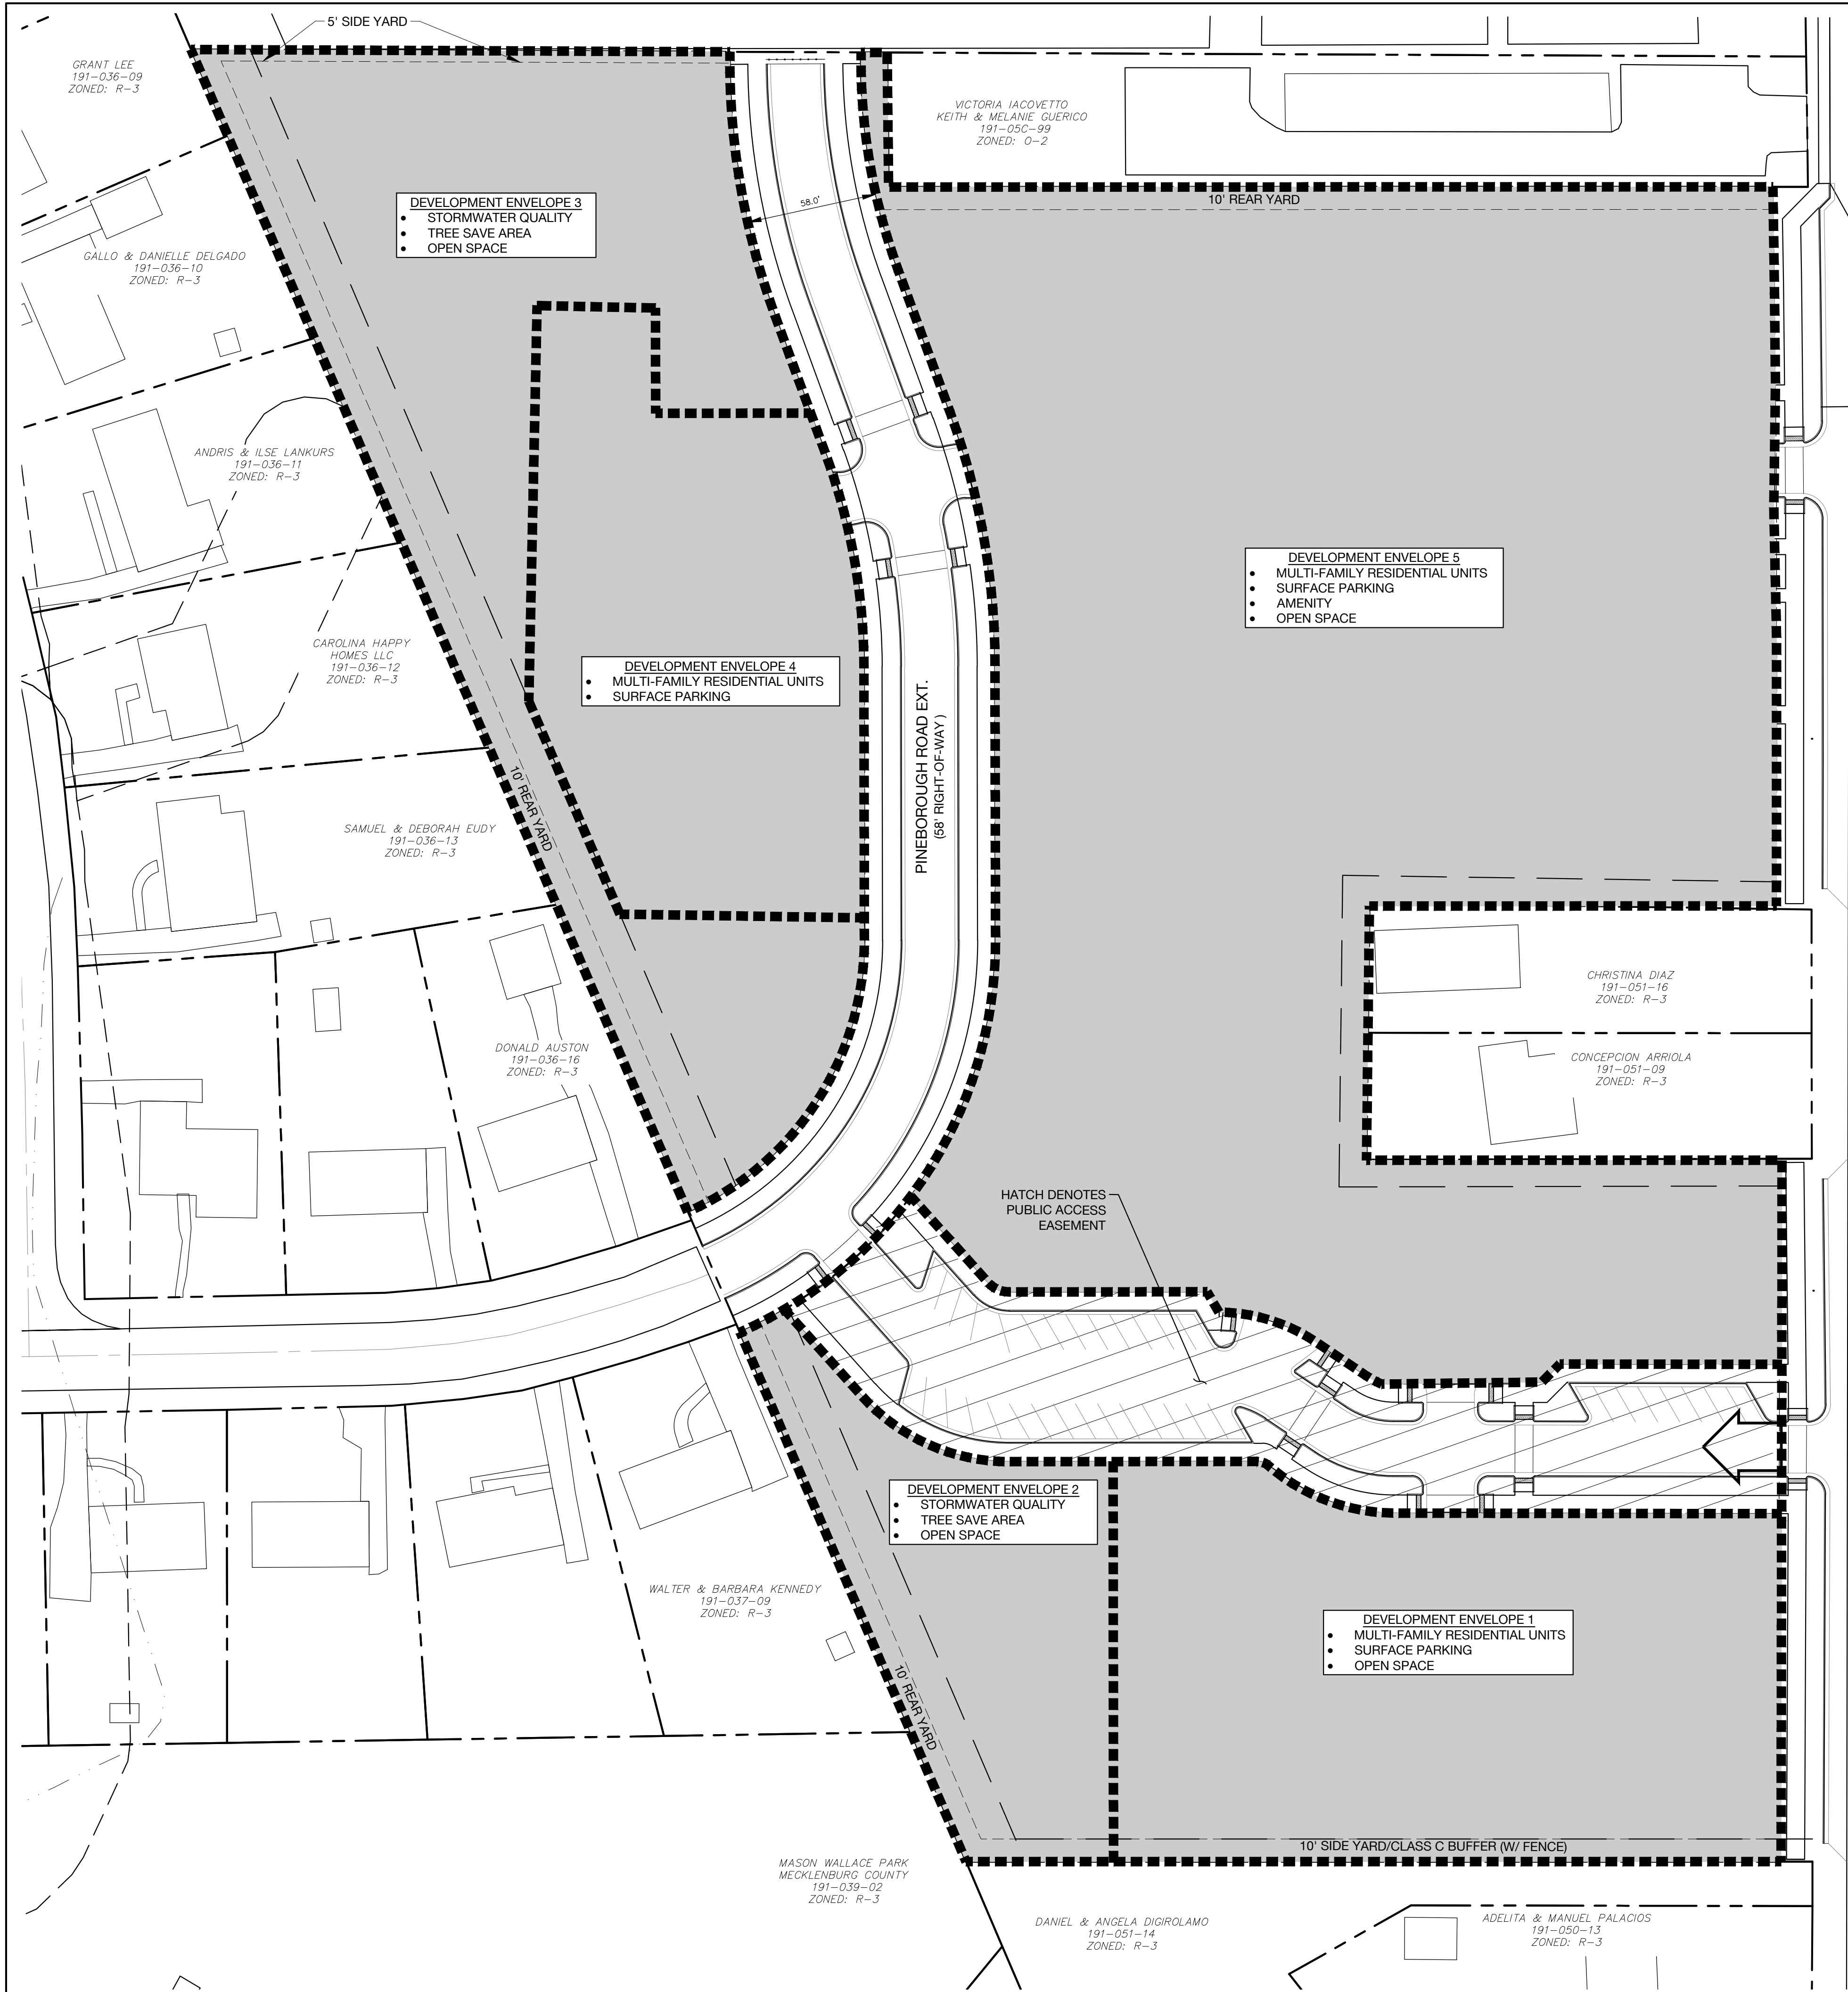 5' SIDE YARD
GRANT LEE
191-036-09
ZONED: R-3
VICTORIA IACOVETTO
KEITH & MELANIE GUERICO
191-05C-99
ZONED: O-2
10' REAR YARD
58.0'
DEVELOPMENT ENVELOPE 3
• STORMWATER QUALITY
• TREE SAVE AREA
• OPEN SPACE
GALLO & DANIELLE DELGADO
191-036-10
ZONED: R-3
ANDRIS & ILSE LANKURS
191-036-11
ZONED: R-3
DEVELOPMENT ENVELOPE 5
• MULTI-FAMILY RESIDENTIAL UNITS
• SURFACE PARKING
• AMENITY
• OPEN SPACE
CAROLINA HAPPY
HOMES LLC
191-036-12
ZONED: R-3
DEVELOPMENT ENVELOPE 4
• MULTI-FAMILY RESIDENTIAL UNITS
• SURFACE PARKING
PINEBOROUGH ROAD EXT.
(58' RIGHT-OF-WAY )
10' REAR YARD
SAMUEL & DEBORAH EUDY
191-036-13
ZONED: R-3
CHRISTINA DIAZ
191-051-16
ZONED: R-3
DONALD AUSTON
191-036-16
ZONED: R-3
CONCEPCION ARRIOLA
191-051-09
ZONED: R-3
HATCH DENOTES
PUBLIC ACCESS
EASEMENT
DEVELOPMENT ENVELOPE 2
• STORMWATER QUALITY
• TREE SAVE AREA
• OPEN SPACE
WALTER & BARBARA KENNEDY
191-037-09
ZONED: R-3
DEVELOPMENT ENVELOPE 1
• MULTI-FAMILY RESIDENTIAL UNITS
• SURFACE PARKING
• OPEN SPACE
10' REAR YARD
10' SIDE YARD/CLASS C BUFFER (W/ FENCE)
MASON WALLACE PARK
MECKLENBURG COUNTY
191-039-02
ZONED: R-3
DANIEL & ANGELA DIGIROLAMO
191-051-14
ZONED: R-3
ADELITA & MANUEL PALACIOS
191-050-13
ZONED: R-3